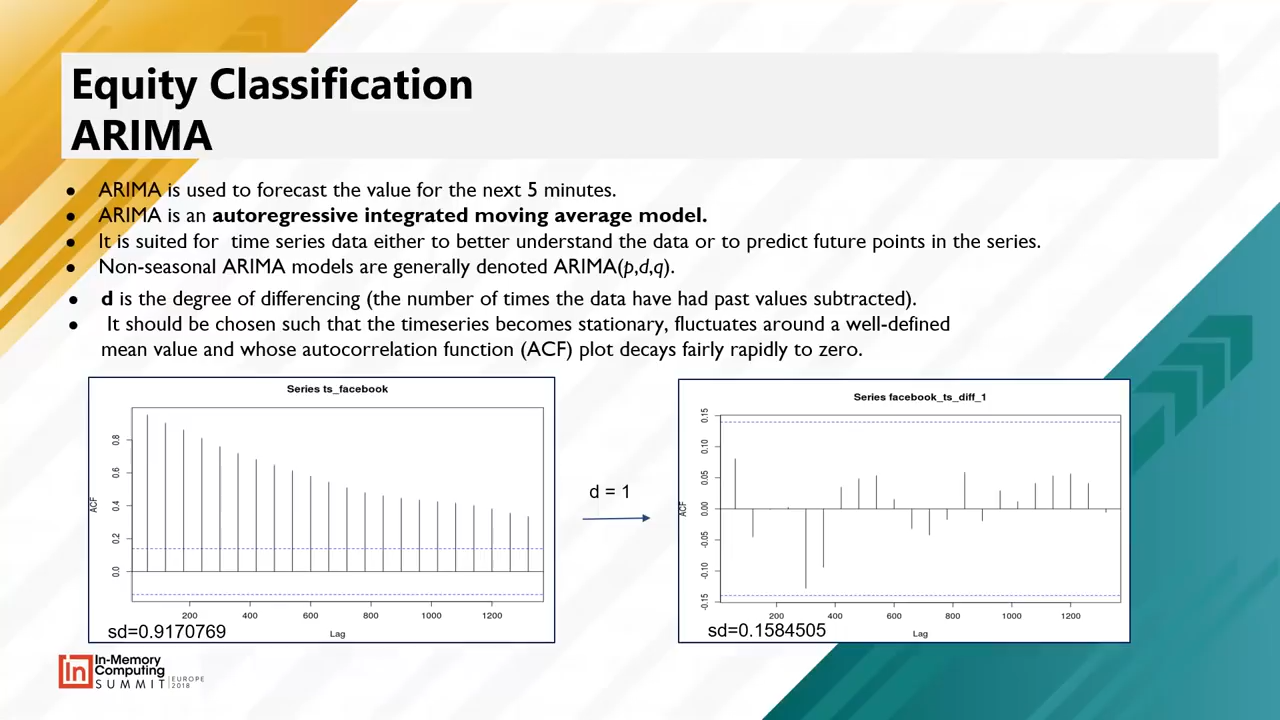 Equity Classification
ARIMA
● ARIMA is used to forecast the value for the next 5 minutes.
● ARIMA is an autoregressive integrated moving average model.
● It is suited for time series data either to better understand the data or to predict future points in the series.
● Non-seasonal ARIMA models are generally denoted ARIMA(p,d,q).
● d is the degree of differencing (the number of times the data have had past values subtracted).
● It should be chosen such that the timeseries becomes stationary, fluctuates around a well-defined
mean value and whose autocorrelation function (ACF) plot decays fairly rapidly to zero.
Series ts_facebook
ACF
0.8
0.6
0.4
0.2
0.0
200 400 600 800 1000 1200
Lag
sd=0.9170769
d = 1
Series facebook_ts_diff_1
ACF
0.15
0.10
0.05
0.00
-0.05
-0.10
-0.15
200 400 600 800 1000 1200
Lag
sd=0.1584505
In
In-Memory
Computing
SUMMIT
EUROPE
2018